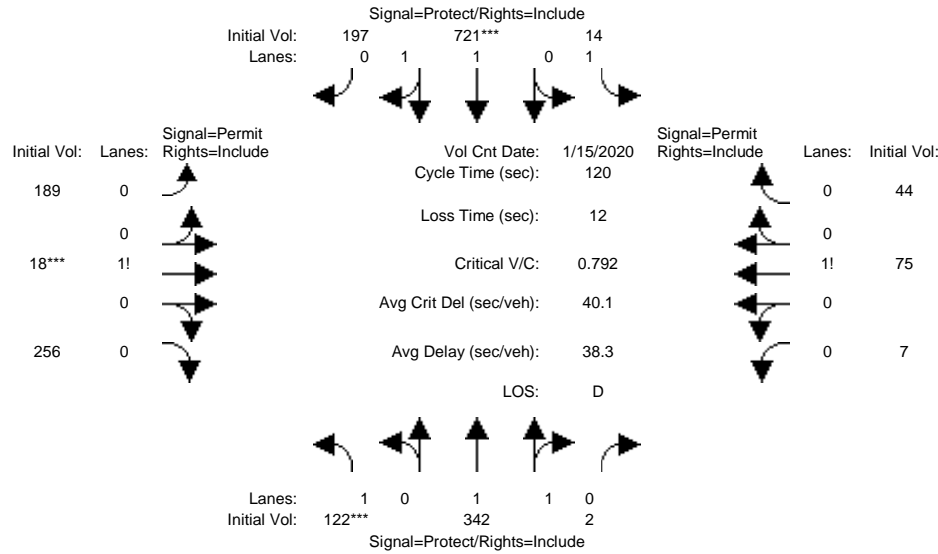 Signal=Protect/Rights=Include
Initial Vol: 197 721*** 14
Lanes: 0 1 1 0 1
Signal=Permit
Initial Vol: Lanes: Rights=Include
Vol Cnt Date: 1/15/2020
Signal=Permit
Rights=Include Lanes: Initial Vol:
Cycle Time (sec): 120
189 0
0 44
Loss Time (sec): 12
0
0
18*** 1!
Critical V/C: 0.792
1! 75
0
Avg Crit Del (sec/veh): 40.1
0
256 0
Avg Delay (sec/veh): 38.3
0 7
LOS: D
Lanes: 1 0 1 1 0
Initial Vol: 122*** 342 2
Signal=Protect/Rights=Include